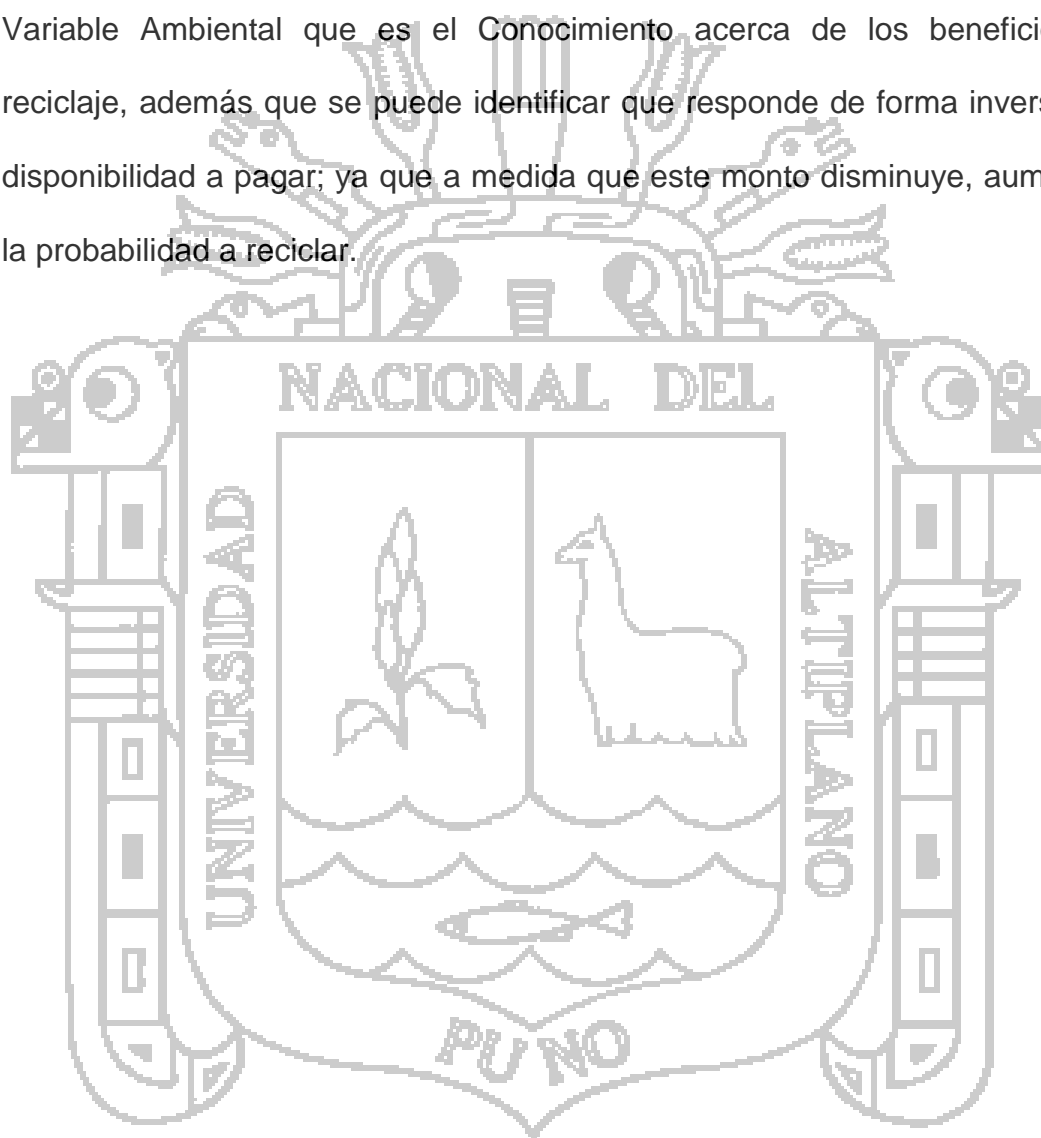 Variable Ambiental que es el Conocimiento acerca de los benefici
reciclaje, además que se puede identificar que responde de forma invers
disponibilidad a pagar; ya que a medida que este monto disminuye, aum
la probabilidad a reciclar.
NACIONAL DEL
UNIVERSIDAD
ALTIPLANO
PUNO